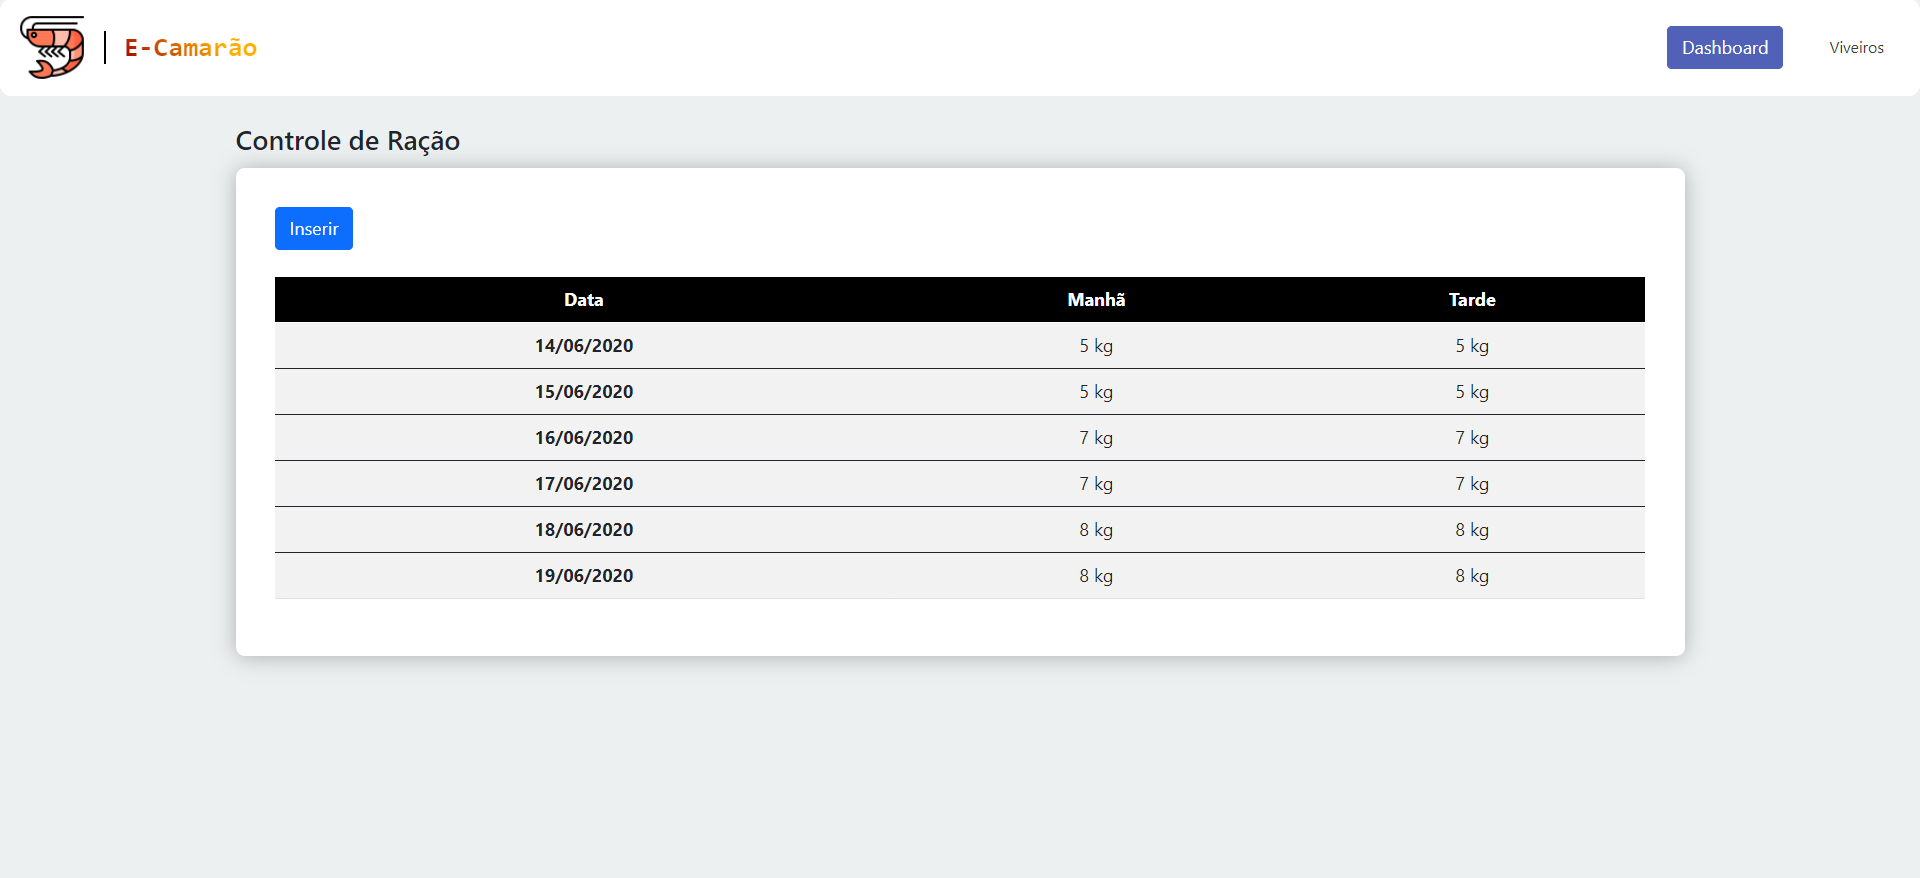 E-Camarão
Dashboard
Viveiros
Controle de Ração
Inserir
Data Manhã Tarde
14/06/2020 5 kg 5 kg
15/06/2020 5 kg 5 kg
16/06/2020 7 kg 7 kg
17/06/2020 7 kg 7 kg
18/06/2020 8 kg 8 kg
19/06/2020 8 kg 8 kg